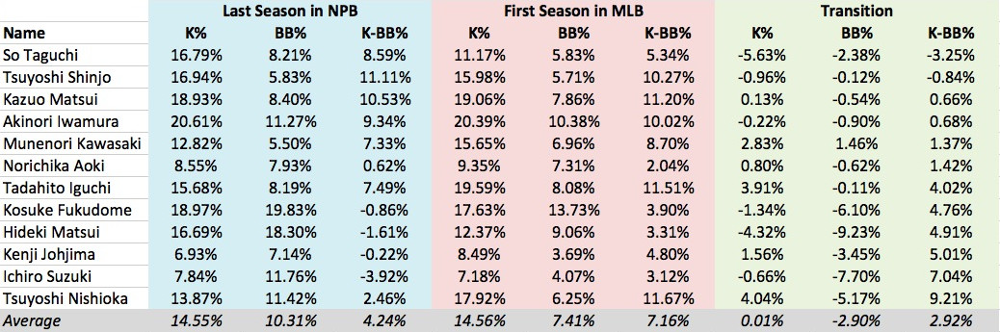 Last Season in NPB First Season in MLB Transition
Name K% BB% K-BB% K% BB% K-BB% K% BB% K-BB%
So Taguchi 16.79% 8.21% 8.59% 11.17% 5.83% 5.34% -5.63% -2.38% -3.25%
Tsuyoshi Shinjo 16.94% 5.83% 11.11% 15.98% 5.71% 10.27% -0.96% -0.12% -0.84%
Kazuo Matsui 18.93% 8.40% 10.53% 19.06% 7.86% 11.20% 0.13% -0.54% 0.66%
Akinori Iwamura 20.61% 11.27% 9.34% 20.39% 10.38% 10.02% -0.22% -0.90% 0.68%
Munenori Kawasaki 12.82% 5.50% 7.33% 15.65% 6.96% 8.70% 2.83% 1.46% 1.37%
Norichika Aoki 8.55% 7.93% 0.62% 9.35% 7.31% 2.04% 0.80% -0.62% 1.42%
Tadahito Iguchi 15.68% 8.19% 7.49% 19.59% 8.08% 11.51% 3.91% -0.11% 4.02%
Kosuke Fukudome 18.97% 19.83% -0.86% 17.63% 13.73% 3.90% -1.34% -6.10% 4.76%
Hideki Matsui 16.69% 18.30% -1.61% 12.37% 9.06% 3.31% -4.32% -9.23% 4.91%
Kenji Johjima 6.93% 7.14% -0.22% 8.49% 3.69% 4.80% 1.56% -3.45% 5.01%
Ichiro Suzuki 7.84% 11.76% -3.92% 7.18% 4.07% 3.12% -0.66% -7.70% 7.04%
Tsuyoshi Nishioka 13.87% 11.42% 2.46% 17.92% 6.25% 11.67% 4.04% -5.17% 9.21%
Average 14.55% 10.31% 4.24% 14.56% 7.41% 7.16% 0.01% -2.90% 2.92%